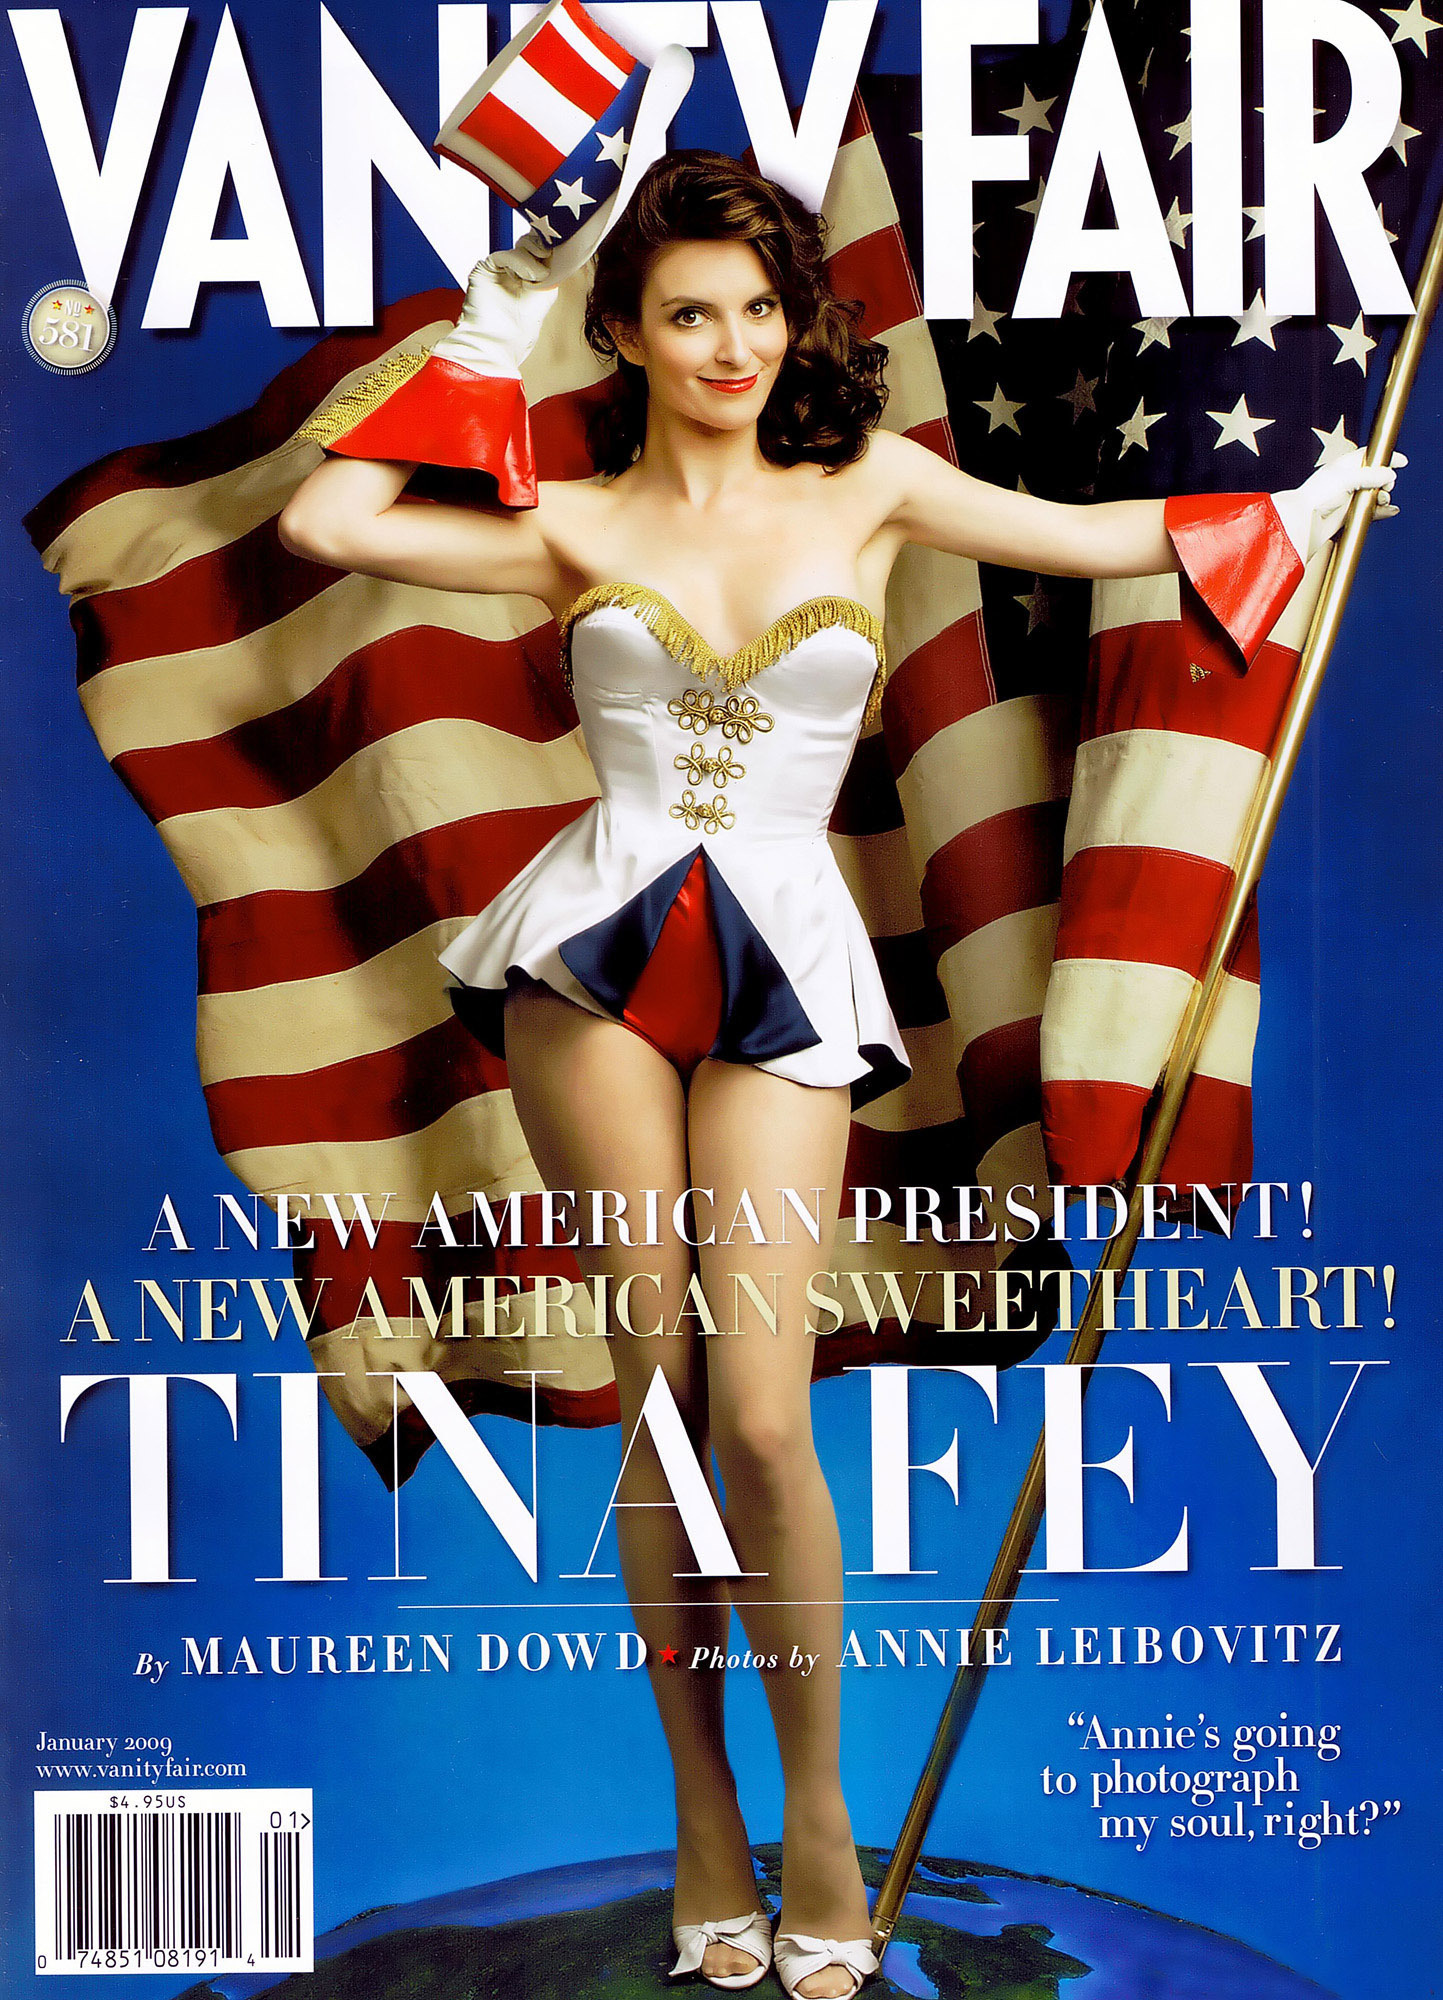 VANITY FAIR
No
581
A NEW AMERICAN PRESIDENT!
A NEW AMERICAN SWEETHEART!
TINA FEY
By MAUREEN DOWD ★ Photos by ANNIE LEIBOVITZ
January 2009
www.vanityfair.com
"Annie's going
to photograph
my soul, right?"
$4.95US
01>
0 74851 08191 4